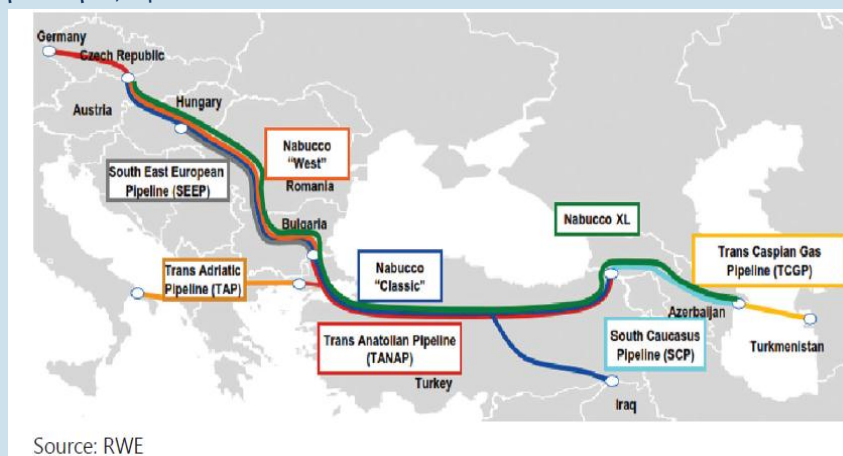 Germany
Czech Republic
Austria
Hungary
Nabucco
"West"
South East European
Pipeline (SEEP)
Romania
Nabucco XL
Bulgaria
Trans Adriatic
Pipeline (TAP)
Nabucco
"Classic"
Trans Caspian Gas
Pipeline (TCGP)
Azerbaijan
Trans Anatolian Pipeline
(TANAP)
South Caucasus
Pipeline (SCP)
Turkmenistan
Turkey
Iraq
Source: RWE